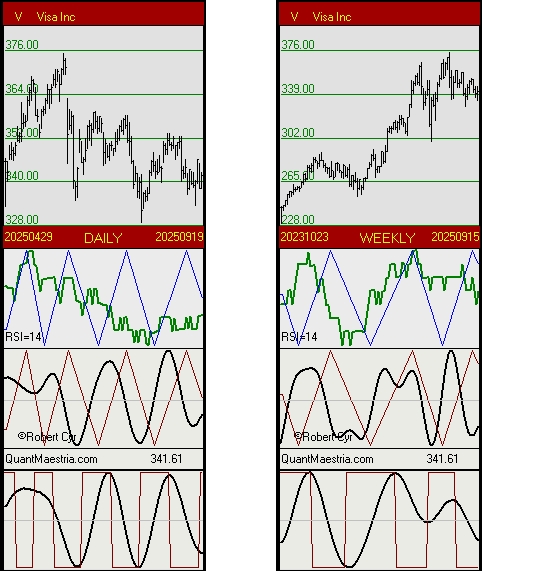 V Visa Inc
376.00
364.00
352.00
340.00
328.00
20250429 DAILY 20250919
RSI=14
©Robert Cyr
QuantMaestria.com 341.61
V Visa Inc
376.00
339.00
302.00
265.00
228.00
20231023 WEEKLY 20250915
RSI=14
©Robert Cyr
QuantMaestria.com 341.61